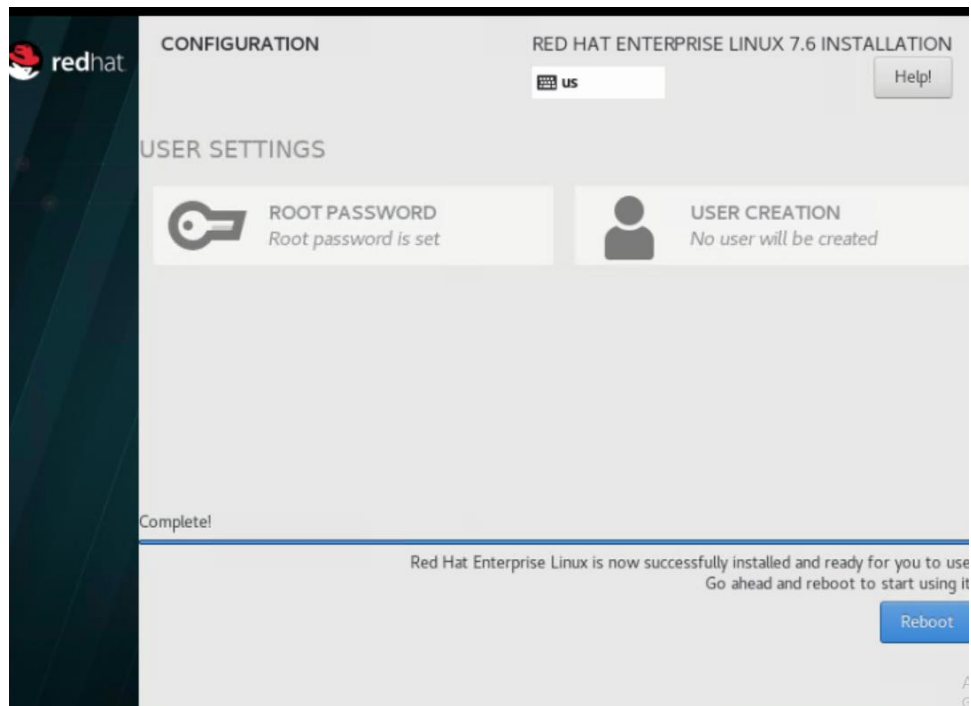 redhat.
CONFIGURATION
RED HAT ENTERPRISE LINUX 7.6 INSTALLATION
us
Help!
USER SETTINGS
ROOT PASSWORD
Root password is set
USER CREATION
No user will be created
Complete!
Red Hat Enterprise Linux is now successfully installed and ready for you to use
Go ahead and reboot to start using it
Reboot